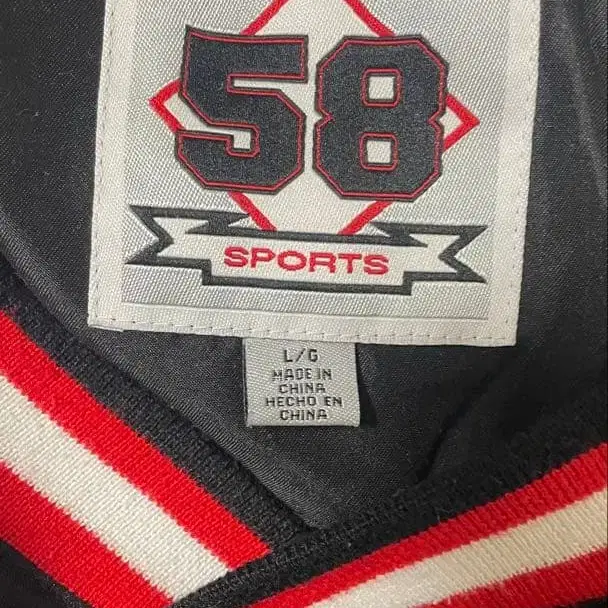 58
SPORTS
L/G
MADE IN
CHINA
HECHO EN
CHINA